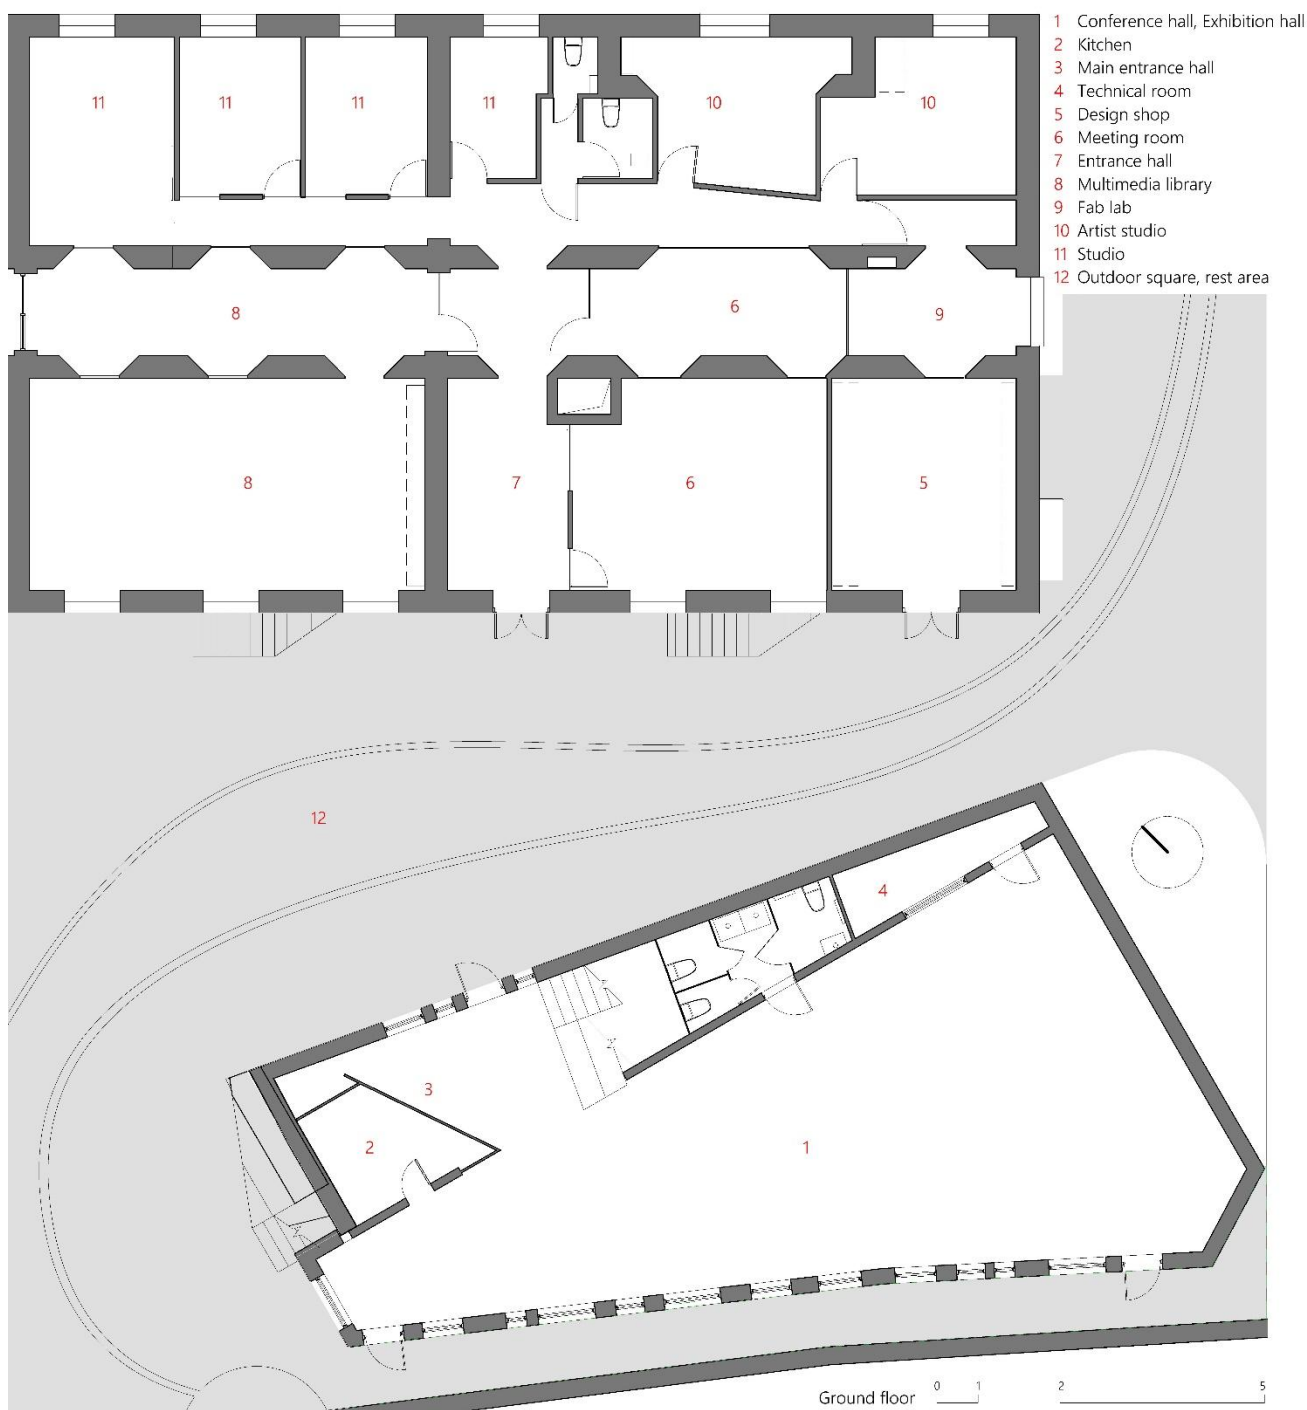 1 Conference hall, Exhibition hall
2 Kitchen
3 Main entrance hall
4 Technical room
5 Design shop
6 Meeting room
7 Entrance hall
8 Multimedia library
9 Fab lab
10 Artist studio
11 Studio
12 Outdoor square, rest area
11 11 11 11 10 10
8 6 9
8 7 6 5
12
4
3
2 1
Ground floor 0 1 2 5